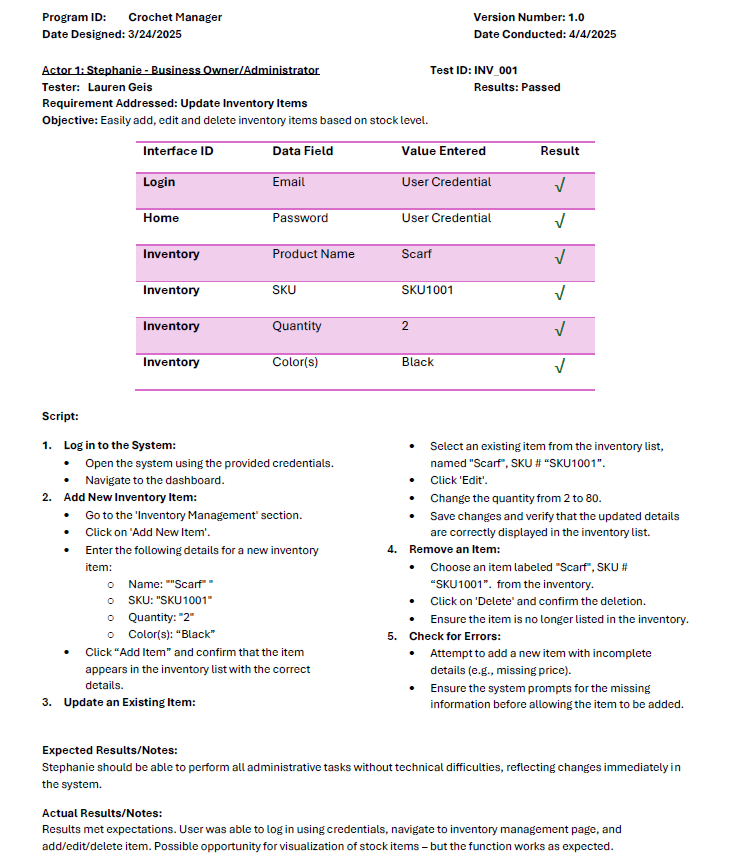 Program ID: Crochet Manager
Version Number: 1.0
Date Designed: 3/24/2025
Date Conducted: 4/4/2025
Actor 1: Stephanie - Business Owner/Administrator
Test ID: INV_001
Tester: Lauren Geis
Results: Passed
Requirement Addressed: Update Inventory Items
Objective: Easily add, edit and delete inventory items based on stock level.
Interface ID Data Field Value Entered Result
Login Email User Credential √
Home Password User Credential √
Inventory Product Name Scarf √
Inventory SKU SKU1001 √
Inventory Quantity 2 √
Inventory Color(s) Black √
Script:
1. Log in to the System:
• Open the system using the provided credentials.
• Navigate to the dashboard.
2. Add New Inventory Item:
• Go to the 'Inventory Management' section.
• Click on 'Add New Item'.
• Enter the following details for a new inventory
item:
o Name: ""Scarf" "
o SKU: "SKU1001"
o Quantity: "2"
o Color(s): “Black”
• Click “Add Item” and confirm that the item
appears in the inventory list with the correct
details.
3. Update an Existing Item:
• Select an existing item from the inventory list,
named "Scarf", SKU # “SKU1001”.
• Click 'Edit'.
• Change the quantity from 2 to 80.
• Save changes and verify that the updated details
are correctly displayed in the inventory list.
4. Remove an Item:
• Choose an item labeled "Scarf", SKU #
“SKU1001”. from the inventory.
• Click on 'Delete' and confirm the deletion.
• Ensure the item is no longer listed in the inventory.
5. Check for Errors:
• Attempt to add a new item with incomplete
details (e.g., missing price).
• Ensure the system prompts for the missing
information before allowing the item to be added.
Expected Results/Notes:
Stephanie should be able to perform all administrative tasks without technical difficulties, reflecting changes immediately in
the system.
Actual Results/Notes:
Results met expectations. User was able to log in using credentials, navigate to inventory management page, and
add/edit/delete item. Possible opportunity for visualization of stock items – but the function works as expected.